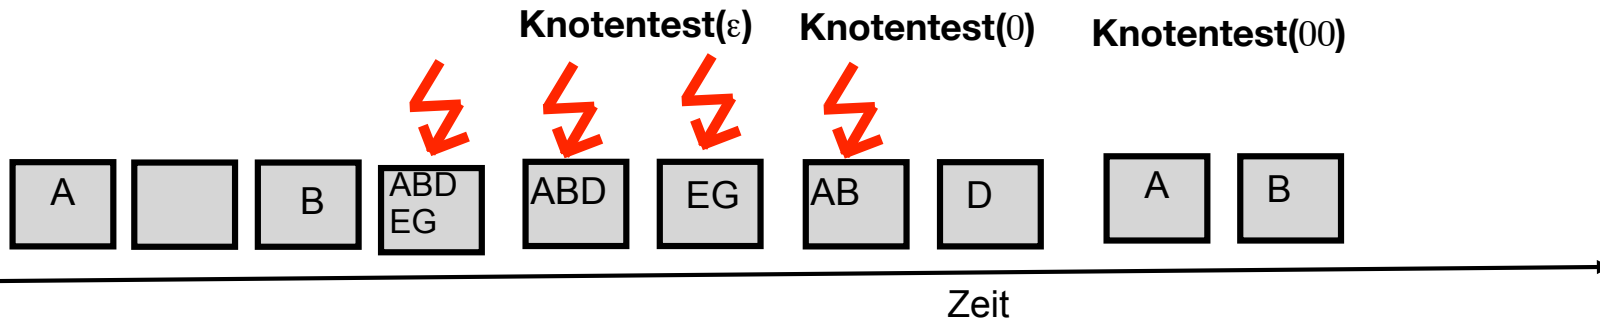 Knotentest(ε) Knotentest(0) Knotentest(00)
A B ABD ABD EG AB D A B
EG
Zeit